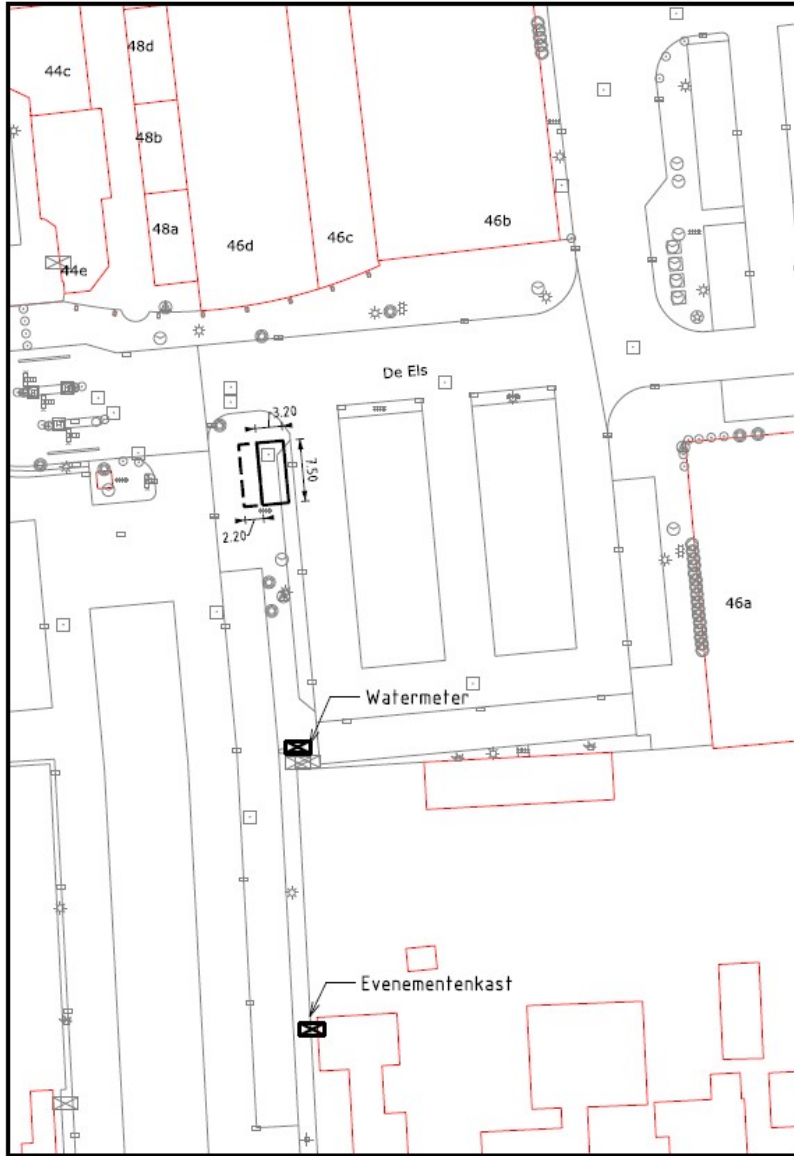 48d
44c
48b
48a
46d
46c
46b
44e
De Els
3.20
7.50
2.20
46a
Watermeter
Evenementenkast